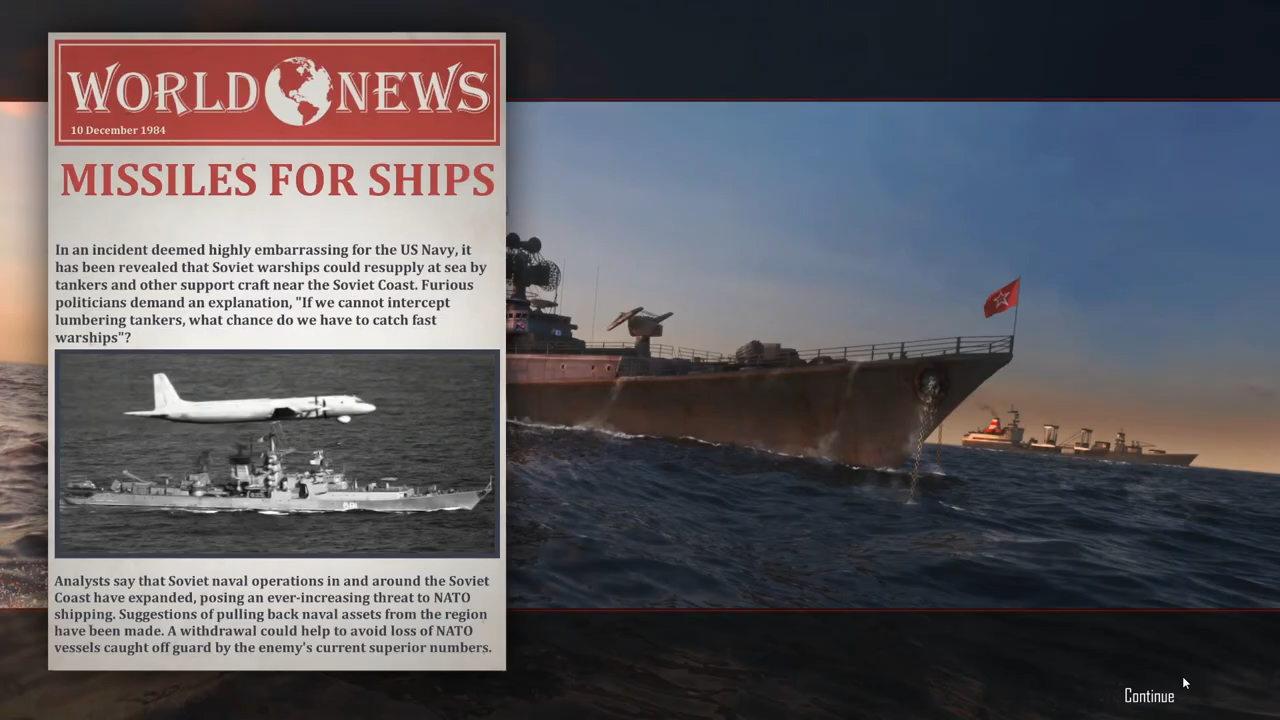 WORLD NEWS
10 December 1984
MISSILES FOR SHIPS
In an incident deemed highly embarrassing for the US Navy, it
has been revealed that Soviet warships could resupply at sea by
tankers and other support craft near the Soviet Coast. Furious
politicians demand an explanation, "If we cannot intercept
lumbering tankers, what chance do we have to catch fast
warships"?
Analysts say that Soviet naval operations in and around the Soviet
Coast have expanded, posing an ever-increasing threat to NATO
shipping. Suggestions of pulling back naval assets from the region
have been made. A withdrawal could help to avoid loss of NATO
vessels caught off guard by the enemy's current superior numbers.
Continue